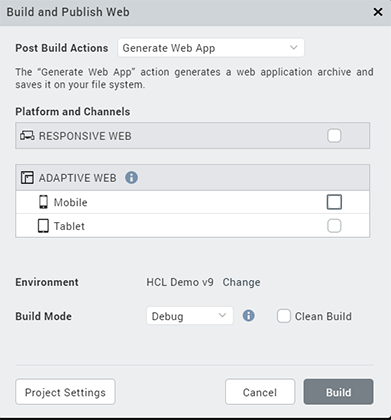 Build and Publish Web
Post Build Actions Generate Web App
The “Generate Web App” action generates a web application archive and
saves it on your file system.
Platform and Channels
RESPONSIVE WEB
ADAPTIVE WEB
Mobile
Tablet
Environment HCL Demo v9 Change
Build Mode Debug Clean Build
Project Settings Cancel Build